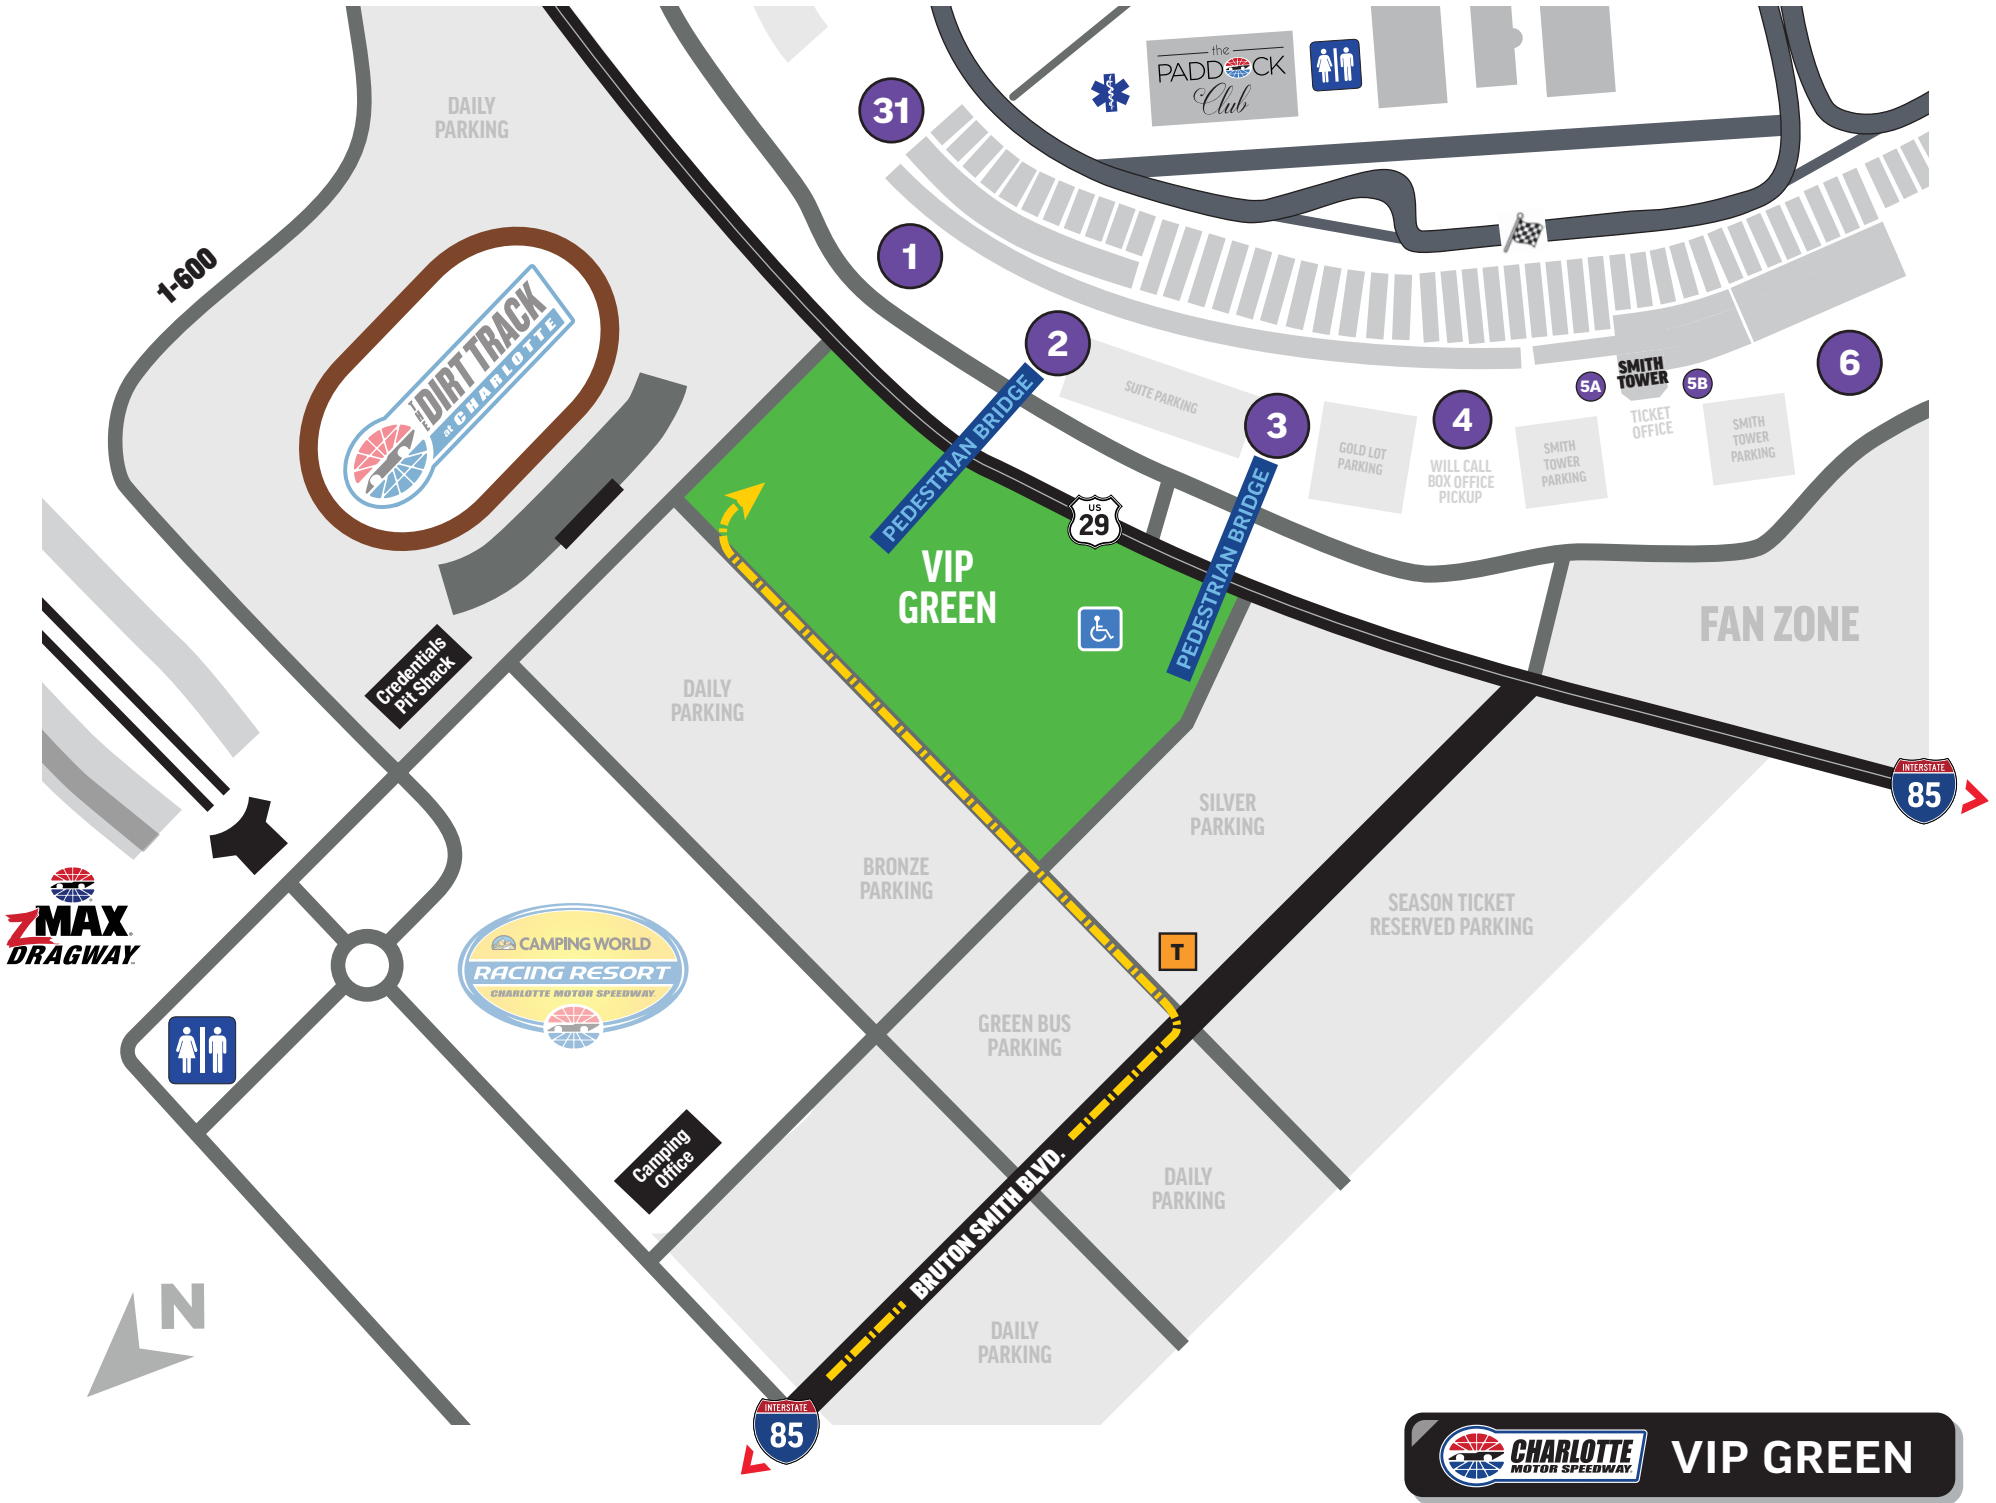 the
PADDOCK
Club
DAILY
PARKING
31
1-600
1
THE
DIRT TRACK
at CHARLOTTE
2
PEDESTRIAN BRIDGE
SUITE PARKING
3
PEDESTRIAN BRIDGE
GOLD LOT
PARKING
4
WILL CALL
BOX OFFICE
PICKUP
5A
SMITH
TOWER
5B
TICKET
OFFICE
6
SMITH
TOWER
PARKING
SMITH
TOWER
PARKING
US
29
VIP
GREEN
FAN ZONE
Credentials
Pit Shack
DAILY
PARKING
SILVER
PARKING
INTERSTATE
85
BRONZE
PARKING
SEASON TICKET
RESERVED PARKING
ZMAX
DRAGWAY
CAMPING WORLD
RACING RESORT
CHARLOTTE MOTOR SPEEDWAY
T
GREEN BUS
PARKING
Camping
Office
DAILY
PARKING
BRUTON SMITH BLVD.
DAILY
PARKING
N
INTERSTATE
85
CHARLOTTE
MOTOR SPEEDWAY
VIP GREEN